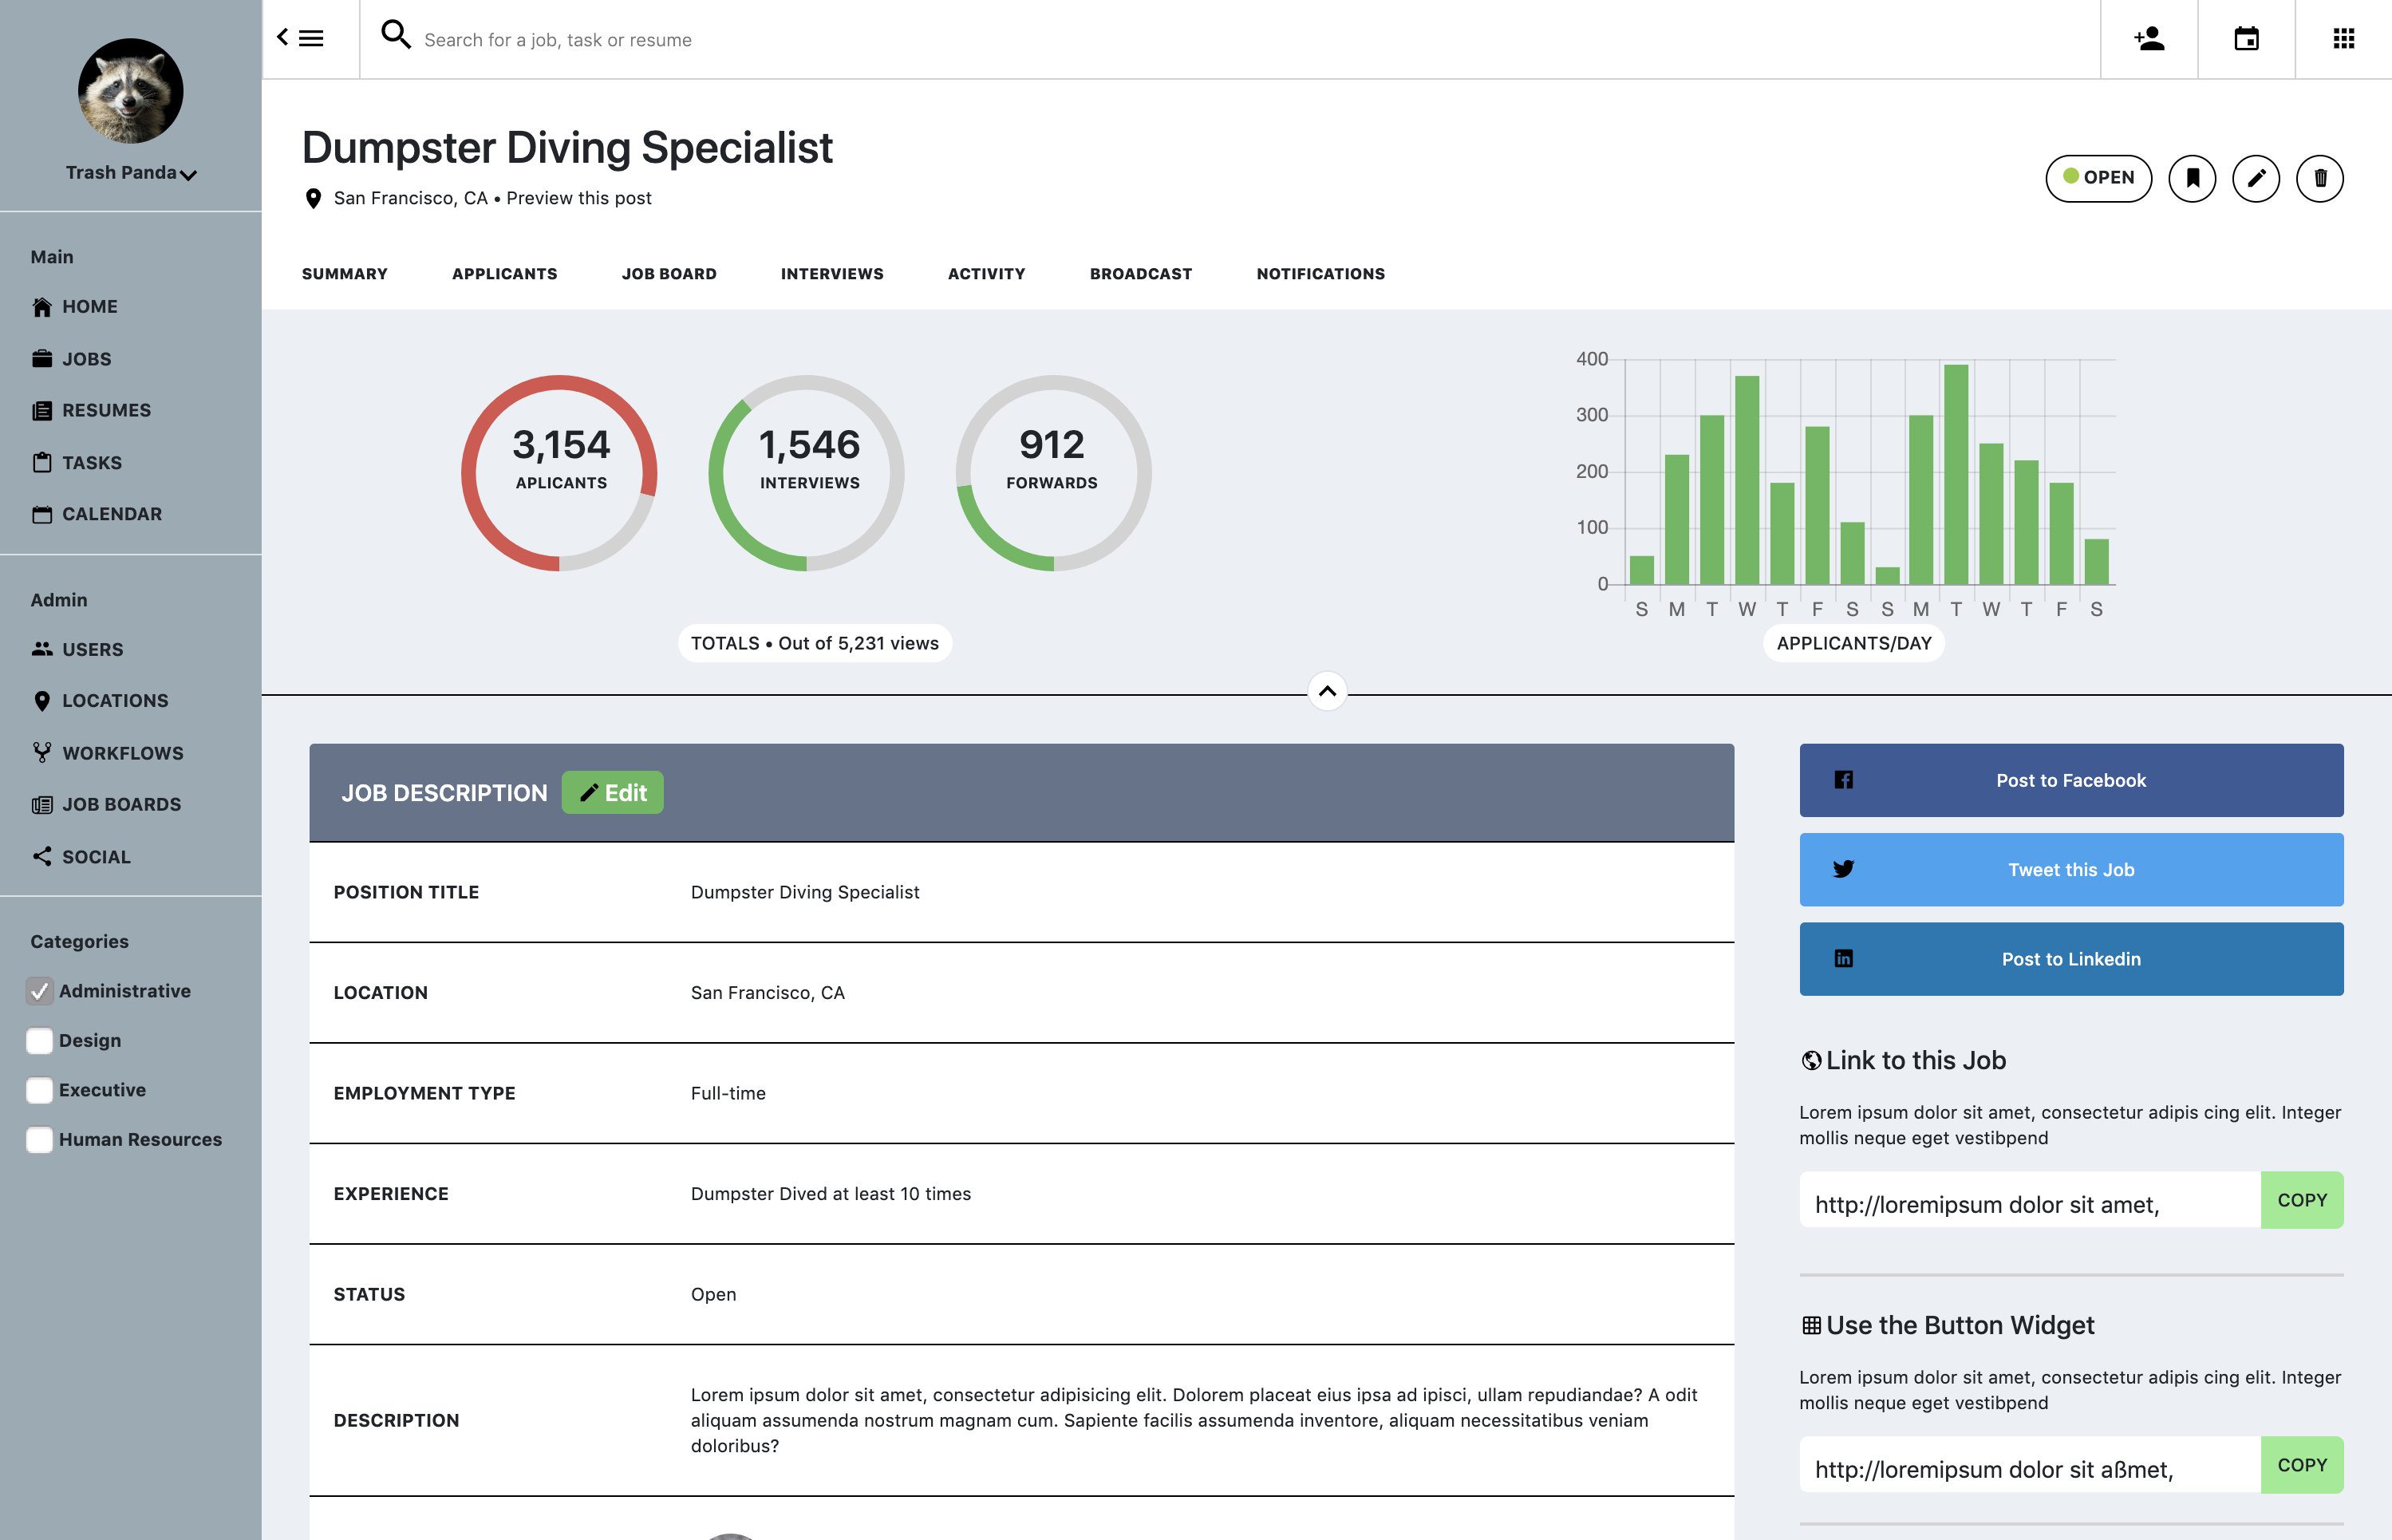 Search for a job, task or resume
Trash Panda
Main
HOME
JOBS
RESUMES
TASKS
CALENDAR
Admin
USERS
LOCATIONS
WORKFLOWS
JOB BOARDS
SOCIAL
Categories
Administrative
Design
Executive
Human Resources
Dumpster Diving Specialist
San Francisco, CA • Preview this post
OPEN
SUMMARY APPLICANTS JOB BOARD INTERVIEWS ACTIVITY BROADCAST NOTIFICATIONS
3,154
APLICANTS
1,546
INTERVIEWS
912
FORWARDS
TOTALS • Out of 5,231 views
400
300
200
100
0
S M T W T F S S M T W T F S
APPLICANTS/DAY
JOB DESCRIPTION Edit
POSITION TITLE Dumpster Diving Specialist
LOCATION San Francisco, CA
EMPLOYMENT TYPE Full-time
EXPERIENCE Dumpster Dived at least 10 times
STATUS Open
DESCRIPTION
Lorem ipsum dolor sit amet, consectetur adipisicing elit. Dolorem placeat eius ipsa ad ipisci, ullam repudiandae? A odit
aliquam assumenda nostrum magnam cum. Sapiente facilis assumenda inventore, aliquam necessitatibus veniam
doloribus?
Post to Facebook
Tweet this Job
Post to Linkedin
Link to this Job
Lorem ipsum dolor sit amet, consectetur adipis cing elit. Integer
mollis neque eget vestibpend
http://loremipsum dolor sit amet, COPY
Use the Button Widget
Lorem ipsum dolor sit amet, consectetur adipis cing elit. Integer
mollis neque eget vestibpend
http://loremipsum dolor sit aßmet, COPY